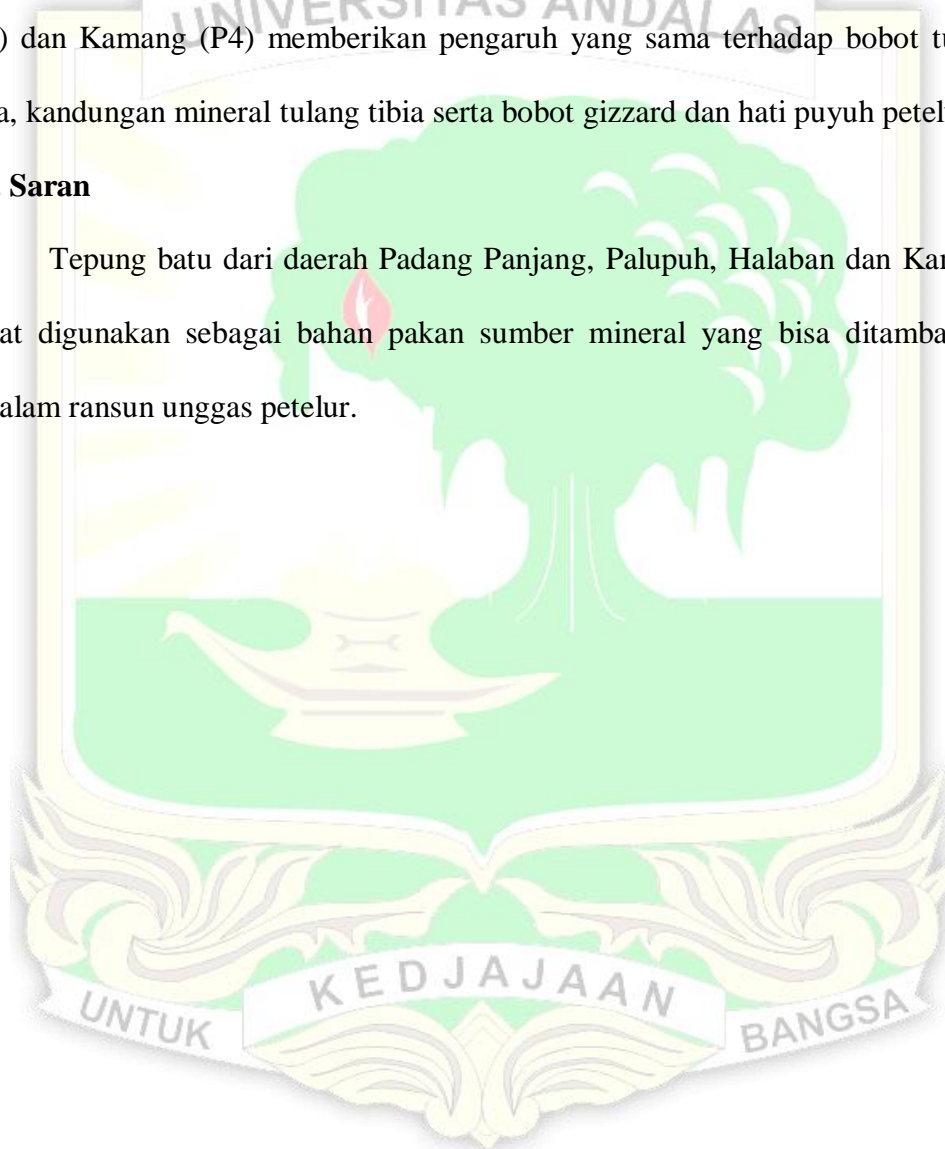 UNIVERSITAS ANDALAS
) dan Kamang (P4) memberikan pengaruh yang sama terhadap bobot tu
a, kandungan mineral tulang tibia serta bobot gizzard dan hati puyuh petel
Saran
Tepung batu dari daerah Padang Panjang, Palupuh, Halaban dan Kar
at digunakan sebagai bahan pakan sumber mineral yang bisa ditamba
alam ransun unggas petelur.
UNTUK KEDJAJAAN BANGSA